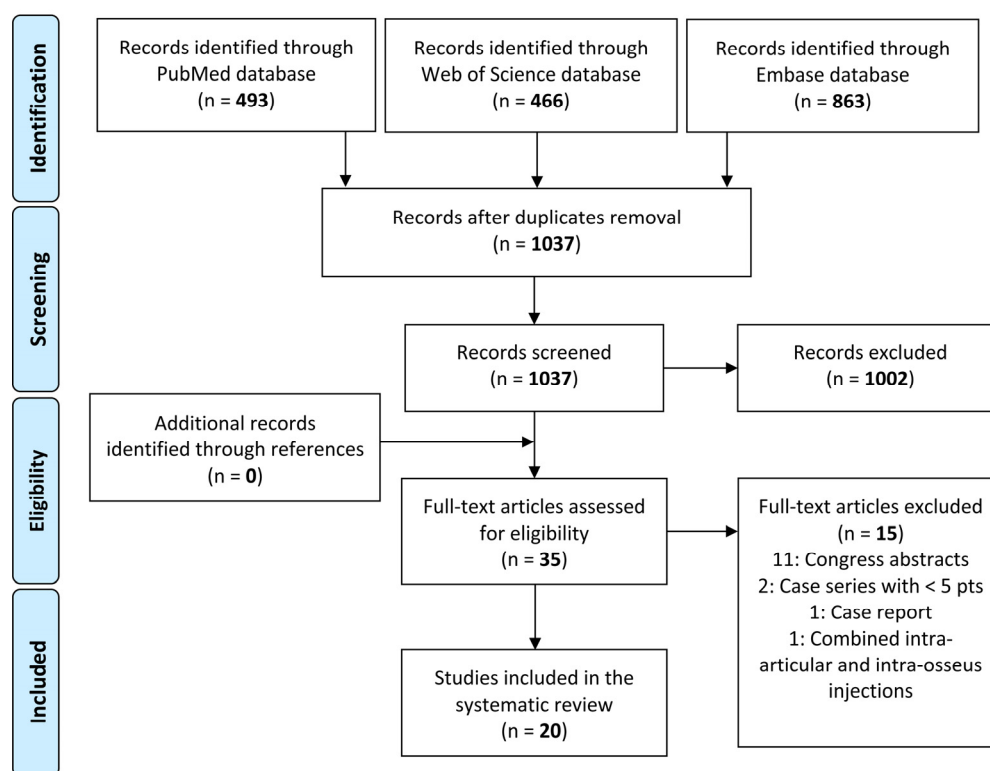 Identification
Records identified through
PubMed database
(n = 493)
Records identified through
Web of Science database
(n = 466)
Records identified through
Embase database
(n = 863)
Screening
Records after duplicates removal
(n = 1037)
Records screened
(n = 1037)
Records excluded
(n = 1002)
Eligibility
Additional records
identified through references
(n = 0)
Full-text articles assessed
for eligibility
(n = 35)
Full-text articles excluded
(n = 15)
11: Congress abstracts
2: Case series with < 5 pts
1: Case report
1: Combined intra-
articular and intra-osseus
injections
Included
Studies included in the
systematic review
(n = 20)